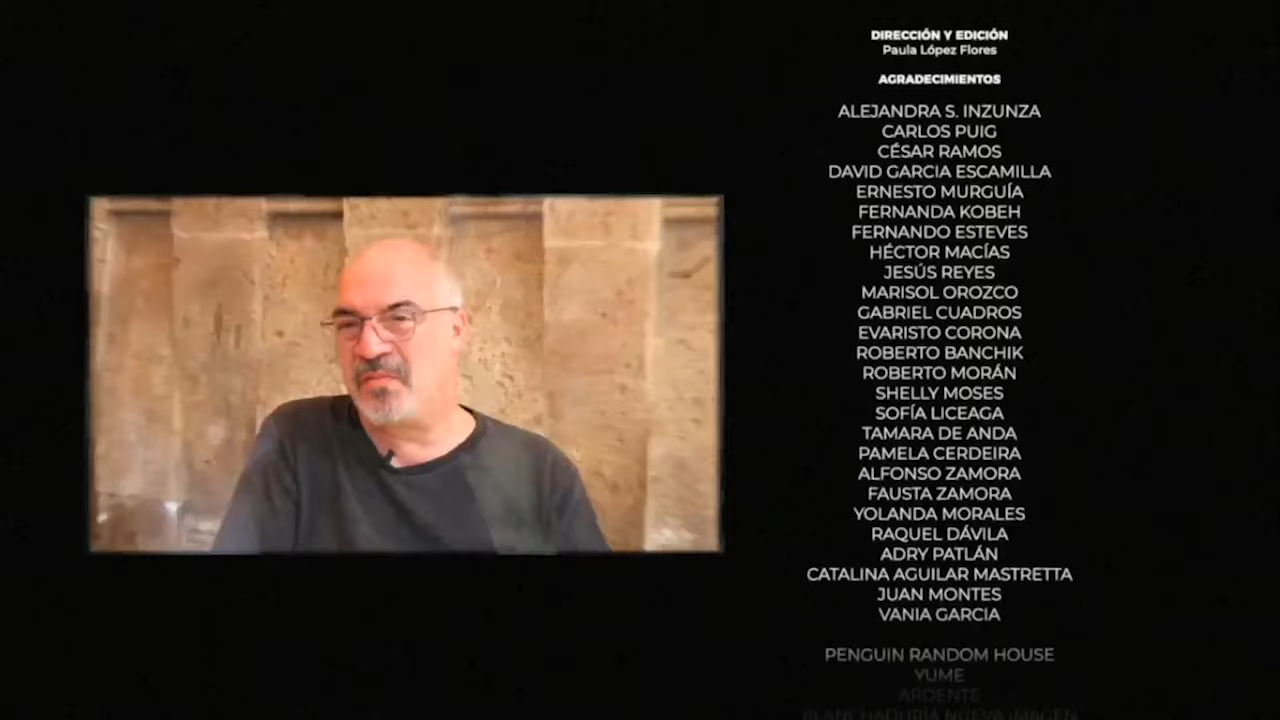 DIRECCIÓN Y EDICIÓN
Paula López Flores
AGRADECIMIENTOS
ALEJANDRA S. INZUNZA
CARLOS PUIG
CÉSAR RAMOS
DAVID GARCIA ESCAMILLA
ERNESTO MURGUÍA
FERNANDA KOBEH
FERNANDO ESTEVES
HÉCTOR MACÍAS
JESÚS REYES
MARISOL OROZCO
GABRIEL CUADROS
EVARISTO CORONA
ROBERTO BANCHIK
ROBERTO MORÁN
SHELLY MOSES
SOFÍA LICEAGA
TAMARA DE ANDA
PAMELA CERDEIRA
ALFONSO ZAMORA
FAUSTA ZAMORA
YOLANDA MORALES
RAQUEL DÁVILA
ADRY PATLÁN
CATALINA AGUILAR MASTRETTA
JUAN MONTES
VANIA GARCIA
PENGUIN RANDOM HOUSE
YUME
ARDENTE
PLANCHADURÍA NUEVA IMAGEN